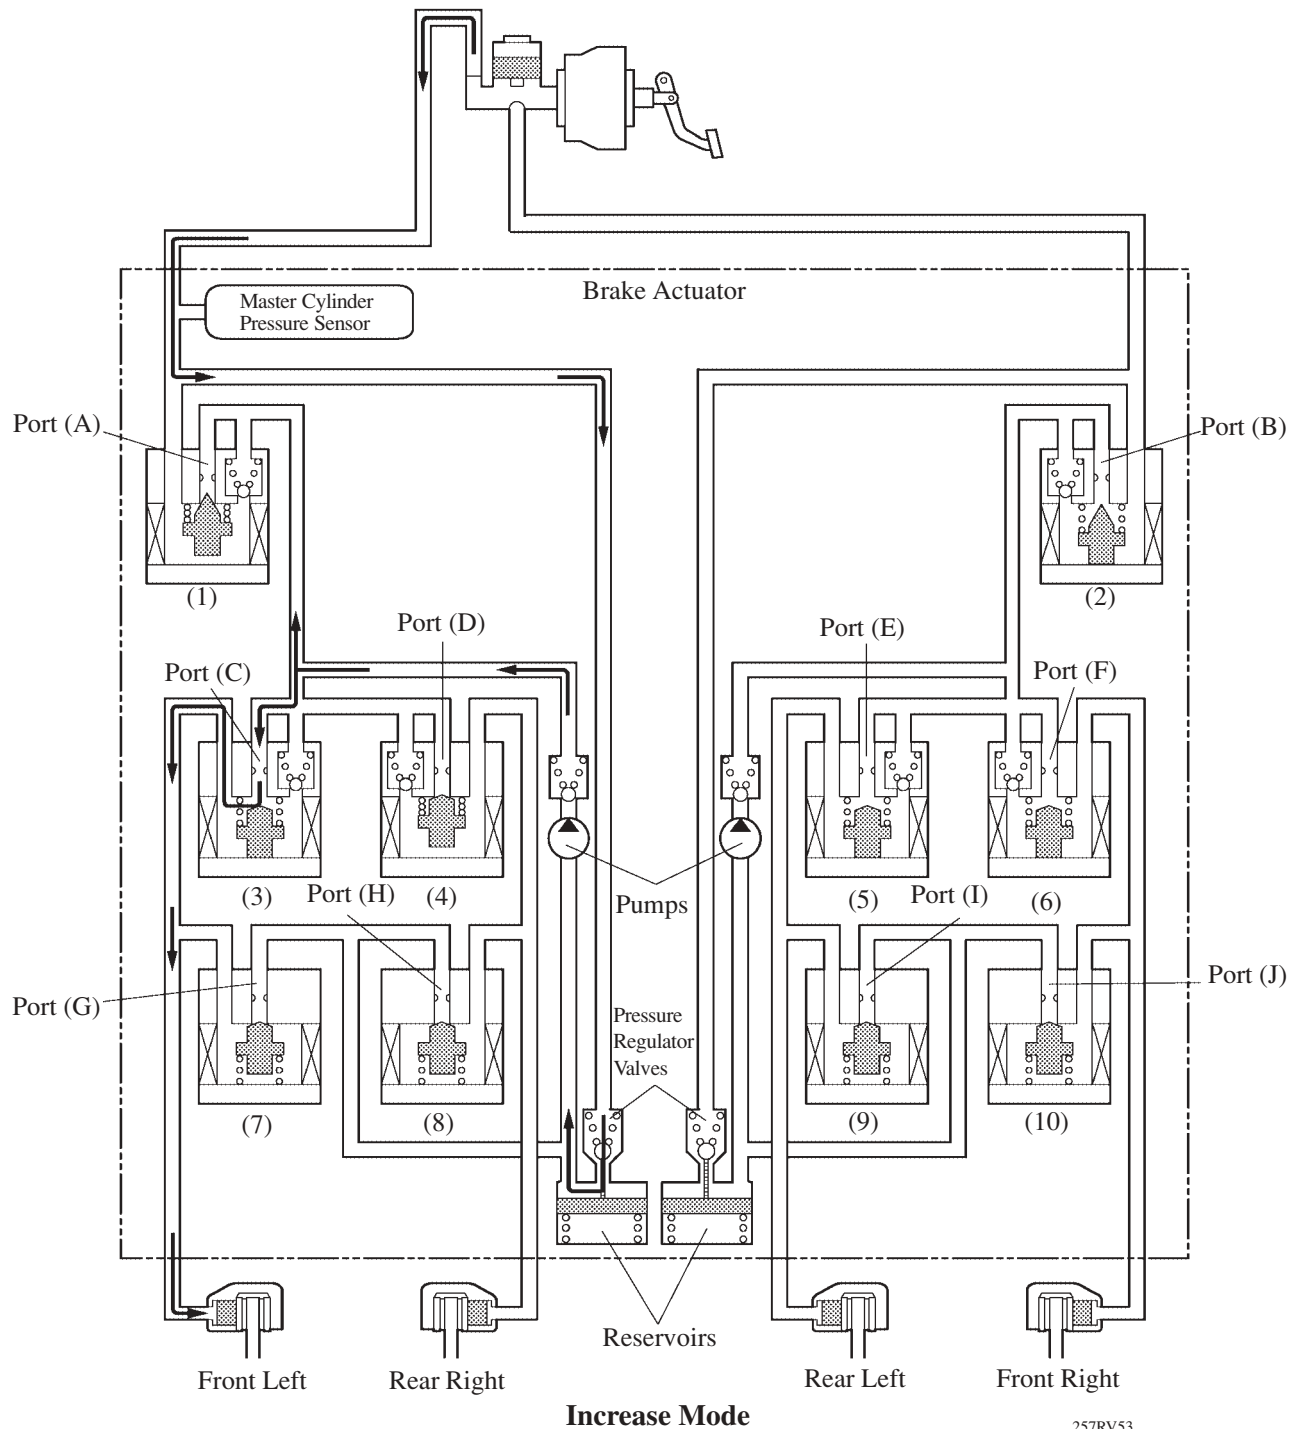 Brake Actuator
Master Cylinder
Pressure Sensor
Port (A)
Port (B)
(1)
(2)
Port (D)
Port (E)
Port (C)
Port (F)
(3)
(4)
(5)
(6)
Port (H)
Port (I)
Pumps
Port (G)
Port (J)
Pressure
Regulator
Valves
(7)
(8)
(9)
(10)
Reservoirs
Front Left
Rear Right
Rear Left
Front Right
Increase Mode
257RV53